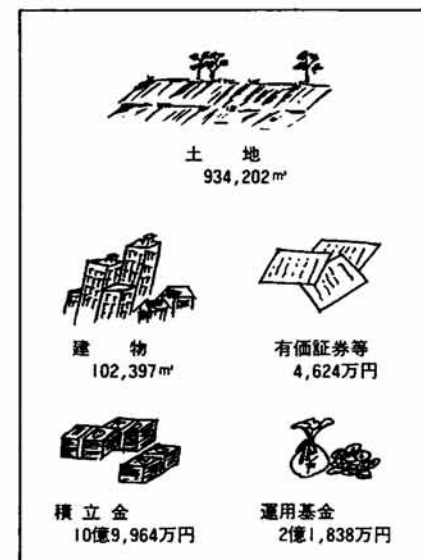 土地
934,202㎡
建物
102,397㎡
有価証券等
4,624万円
積立金
10億9,964万円
運用基金
2億1,838万円